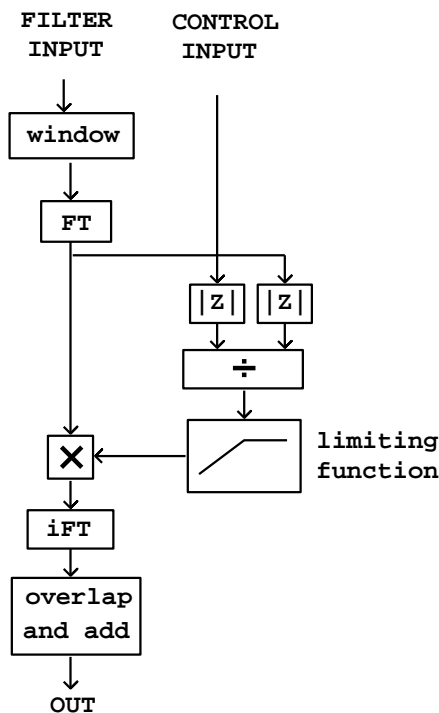 FILTER
INPUT
CONTROL
INPUT
window
FT
|Z|
|Z|
÷
×
limiting
function
iFT
overlap
and add
OUT